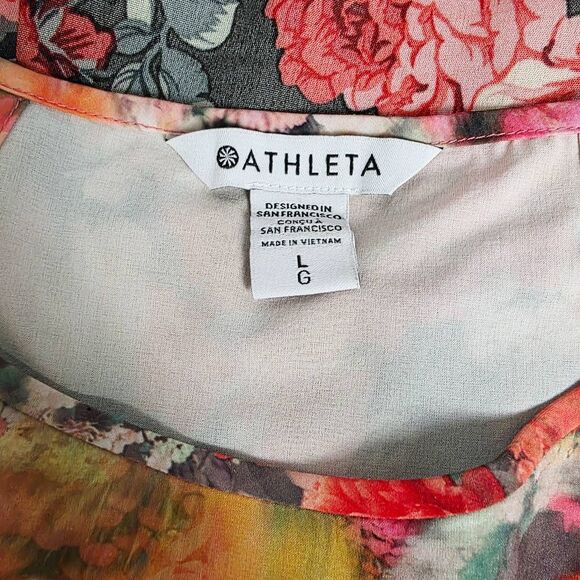 ATHLETA
DESIGNED IN
SAN FRANCISCO
CONÇU À
SAN FRANCISCO
MADE IN VIETNAM
L
G